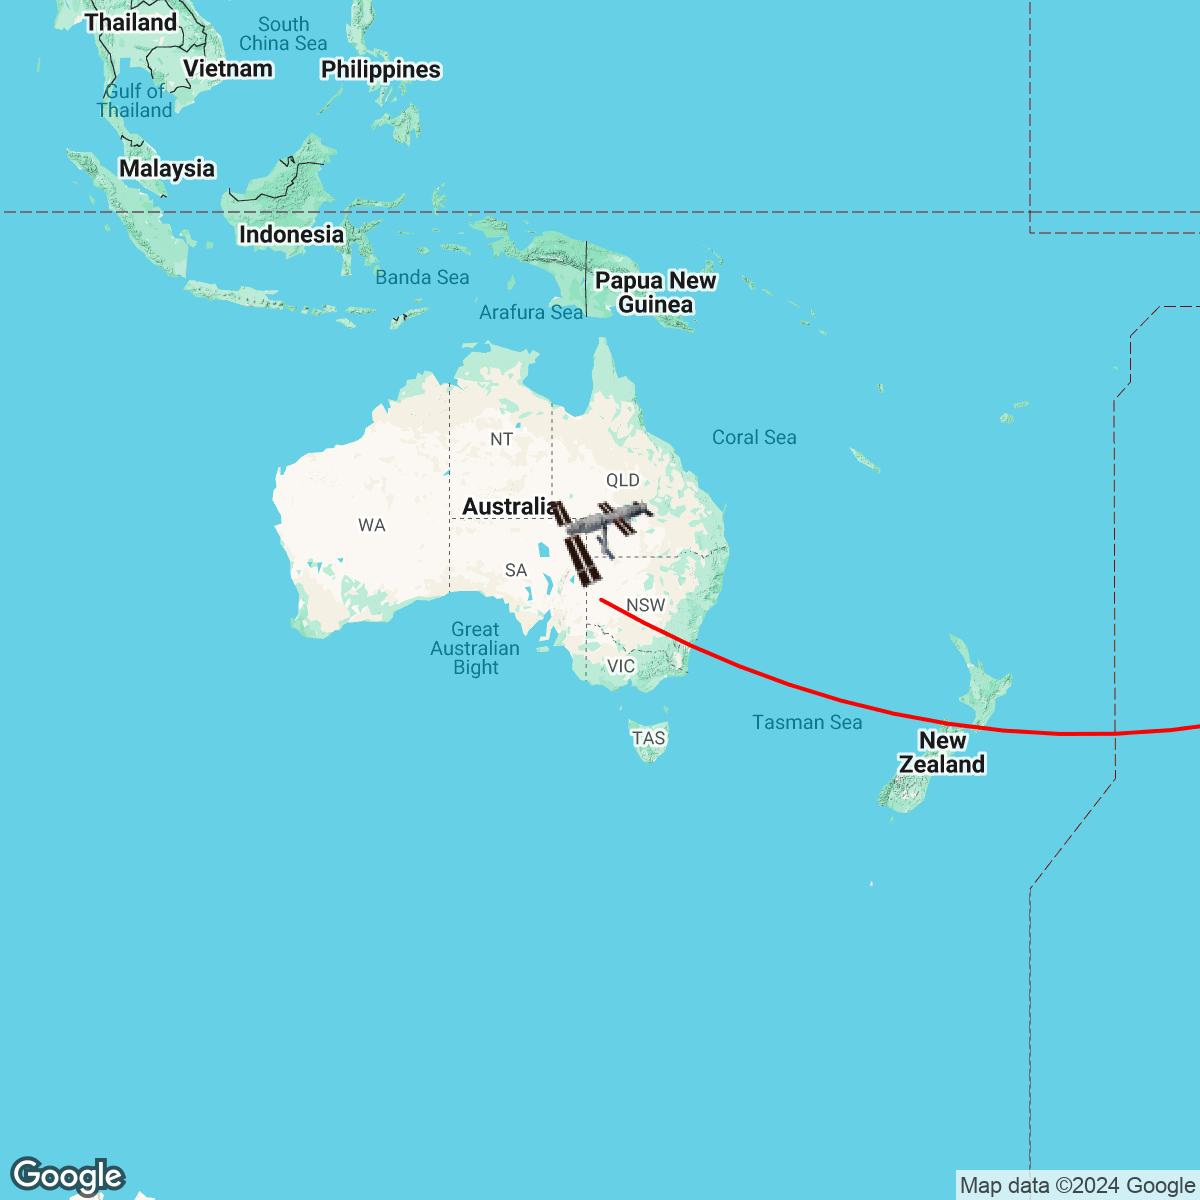 Thailand
South
China Sea
Vietnam
Philippines
Gulf of
Thailand
Malaysia
Indonesia
Banda Sea
Papua New
Guinea
Arafura Sea
NT
Coral Sea
QLD
Australia
WA
SA
NSW
Great
Australian
Bight
VIC
Tasman Sea
TAS
New
Zealand
Google
Map data ©2024 Google